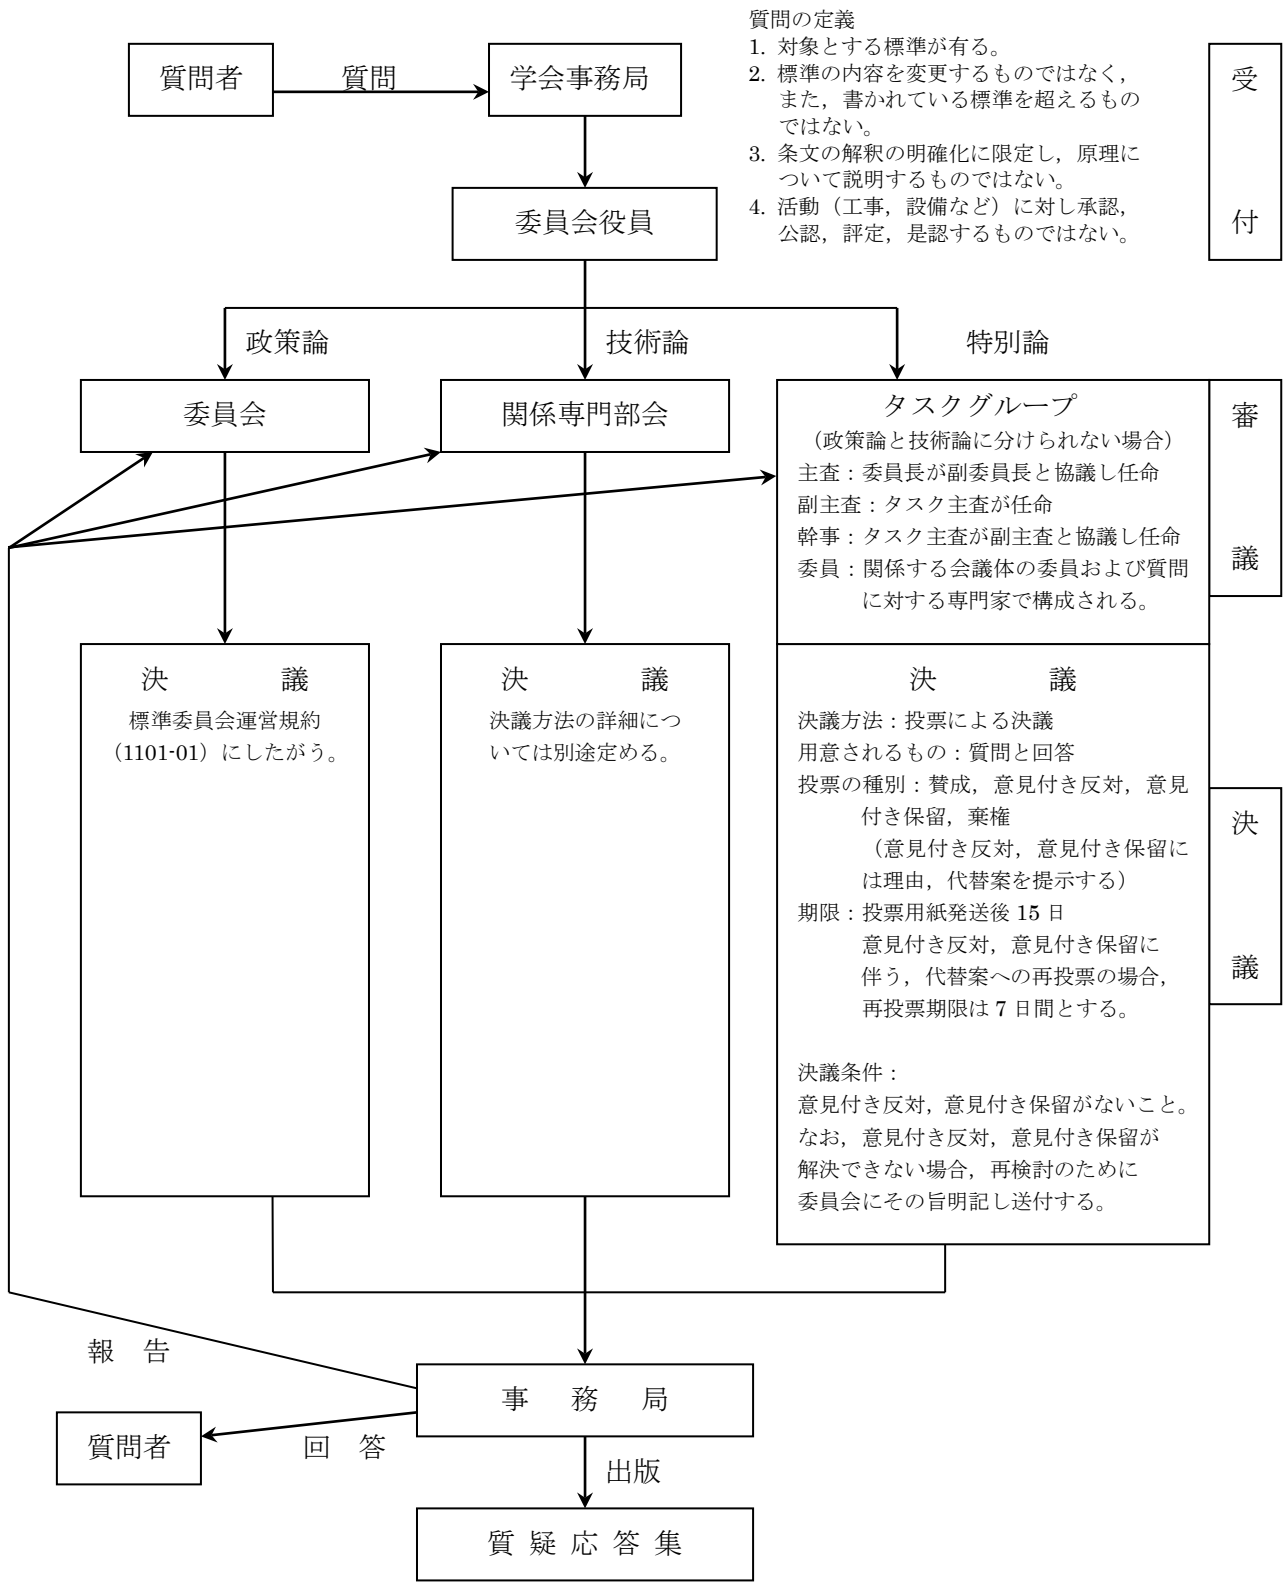 質問の定義
1. 対象とする標準が有る。
2. 標準の内容を変更するものではなく，
また，書かれている標準を超えるもの
ではない。
3. 条文の解釈の明確化に限定し，原理に
ついて説明するものではない。
4. 活動（工事，設備など）に対し承認，
公認，評定，是認するものではない。
質問者
質問
学会事務局
受
付
委員会役員
政策論
技術論
特別論
委員会
関係専門部会
タスクグループ
（政策論と技術論に分けられない場合）
主査：委員長が副委員長と協議し任命
副主査：タスク主査が任命
幹事：タスク主査が副主査と協議し任命
委員：関係する会議体の委員および質問
に対する専門家で構成される。
審
議
決　議
標準委員会運営規約
（1101-01）にしたがう。
決　議
決議方法の詳細につ
いては別途定める。
決　議
決議方法：投票による決議
用意されるもの：質問と回答
投票の種別：賛成，意見付き反対，意見
付き保留，棄権
（意見付き反対，意見付き保留に
は理由，代替案を提示する）
期限：投票用紙発送後 15 日
意見付き反対，意見付き保留に
伴う，代替案への再投票の場合，
再投票期限は 7 日間とする。
決議条件：
意見付き反対，意見付き保留がないこと。
なお，意見付き反対，意見付き保留が
解決できない場合，再検討のために
委員会にその旨明記し送付する。
決
議
報　告
事　務　局
質問者
回　答
出版
質 疑 応 答 集